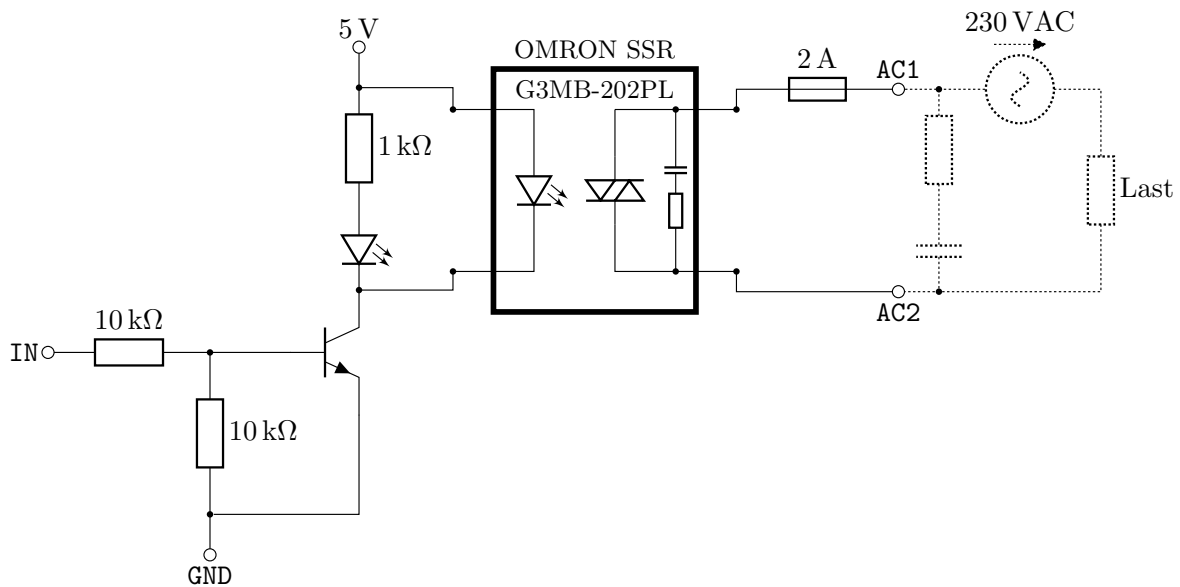 5 V
OMRON SSR
G3MB-202PL
230 VAC
2 A
AC1
1 kΩ
Last
AC2
10 kΩ
IN
10 kΩ
GND